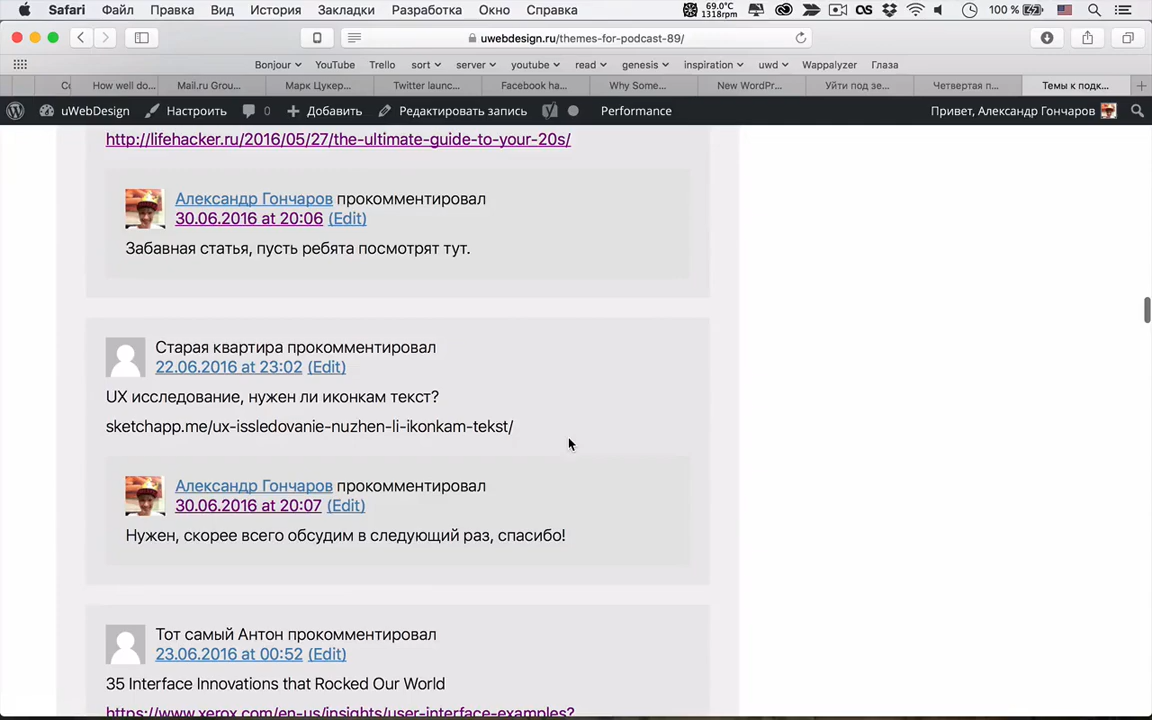 Safari Файл Правка Вид История Закладки Разработка Окно Справка 69.0°C 1318rpm 100 %
uwebdesign.ru/themes-for-podcast-89/
Bonjour YouTube Trello sort server youtube read genesis inspiration uwd Wappalyzer Глаза
How well do... Mail.ru Grou... Марк Цукер... Twitter launc... Facebook ha... Why Some... New WordPr... Уйти под зе... Четвертая п... Темы к подк...
uWebDesign Настроить 0 Добавить Редактировать запись Performance Привет, Александр Гончаров
http://lifehacker.ru/2016/05/27/the-ultimate-guide-to-your-20s/
Александр Гончаров прокомментировал
30.06.2016 at 20:06 (Edit)
Забавная статья, пусть ребята посмотрят тут.
Старая квартира прокомментировал
22.06.2016 at 23:02 (Edit)
UX исследование, нужен ли иконкам текст?
sketchapp.me/ux-issledovanie-nuzhen-li-ikonkam-tekst/
Александр Гончаров прокомментировал
30.06.2016 at 20:07 (Edit)
Нужен, скорее всего обсудим в следующий раз, спасибо!
Тот самый Антон прокомментировал
23.06.2016 at 00:52 (Edit)
35 Interface Innovations that Rocked Our World
https://www.xerox.com/en-us/insights/user-interface-examples?